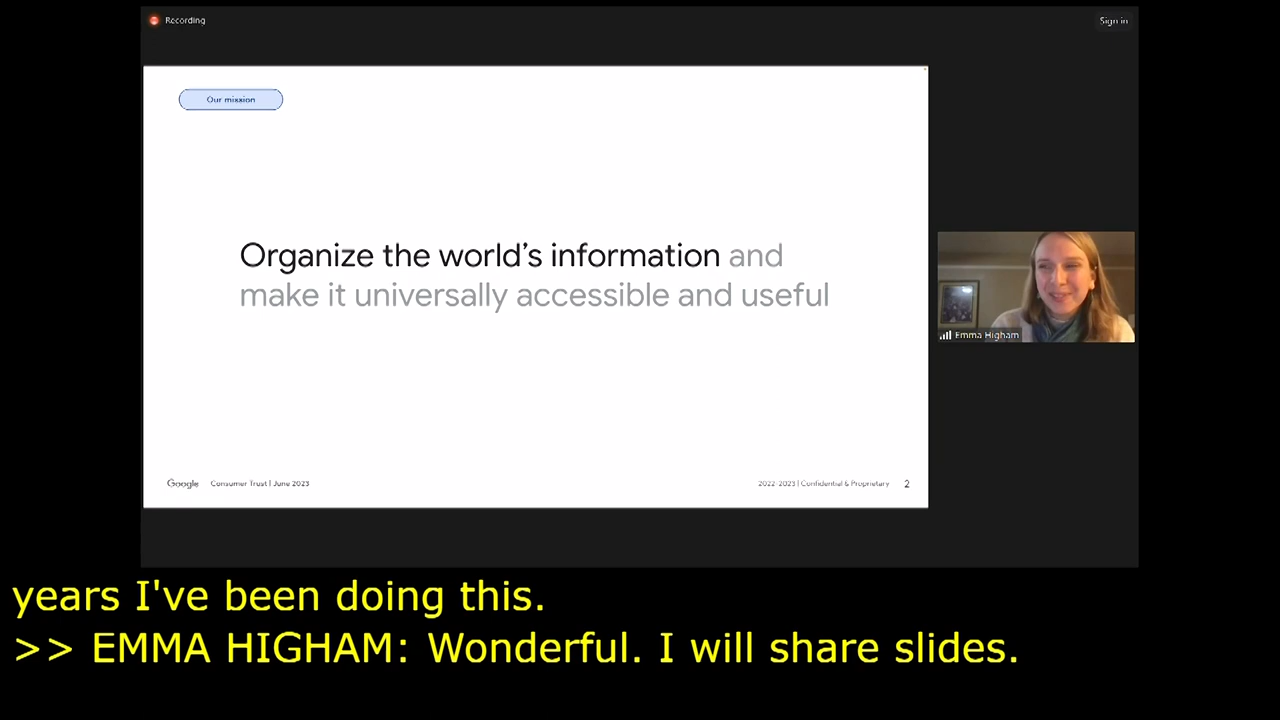 Recording
Sign in
Our mission
Organize the world's information and
make it universally accessible and useful
Emma Higham
Google Consumer Trust | June 2023
2022-2023 | Confidential & Proprietary 2
years I've been doing this.
>> EMMA HIGHAM: Wonderful. I will share slides.